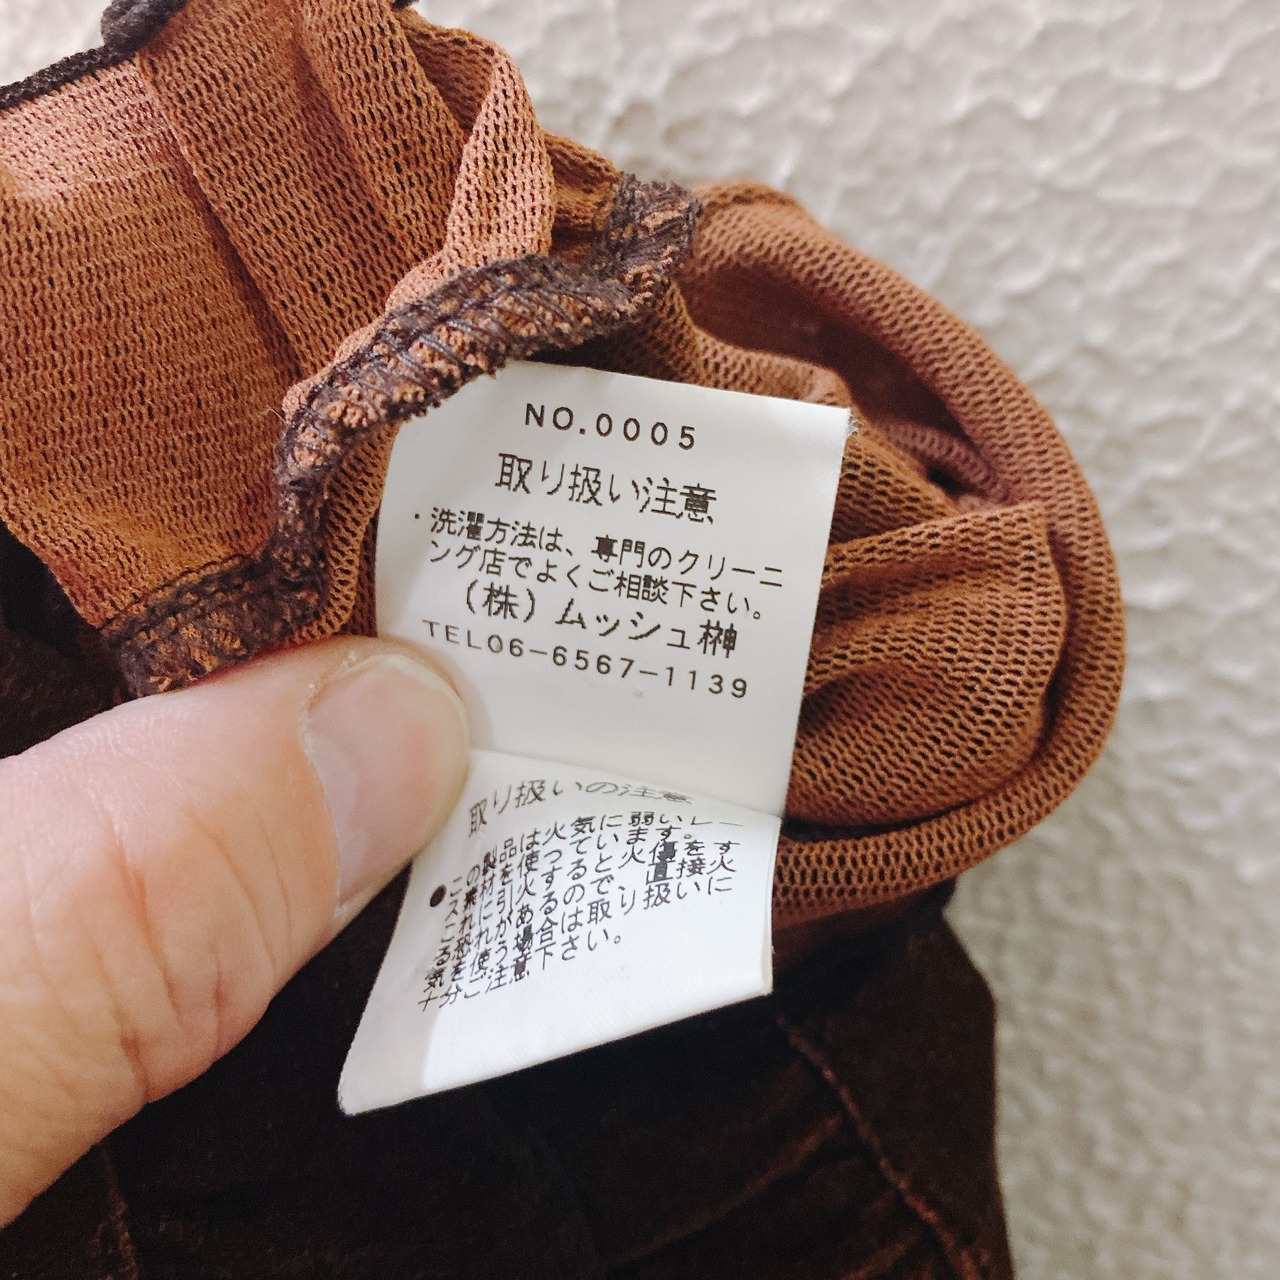 NO.0005
取り扱い注意
・洗濯方法は、専門のクリーニ
ング店でよくご相談下さい。
(株)ムッシュ榊
TEL06-6567-1139
取り扱いの注意
●この製品は火気に弱いレー
ヌ素材を使っています。
これに引火すると火傷をす
る恐れがあるので直接火
気を使う場合は取り扱いに
十分ご注意下さい。